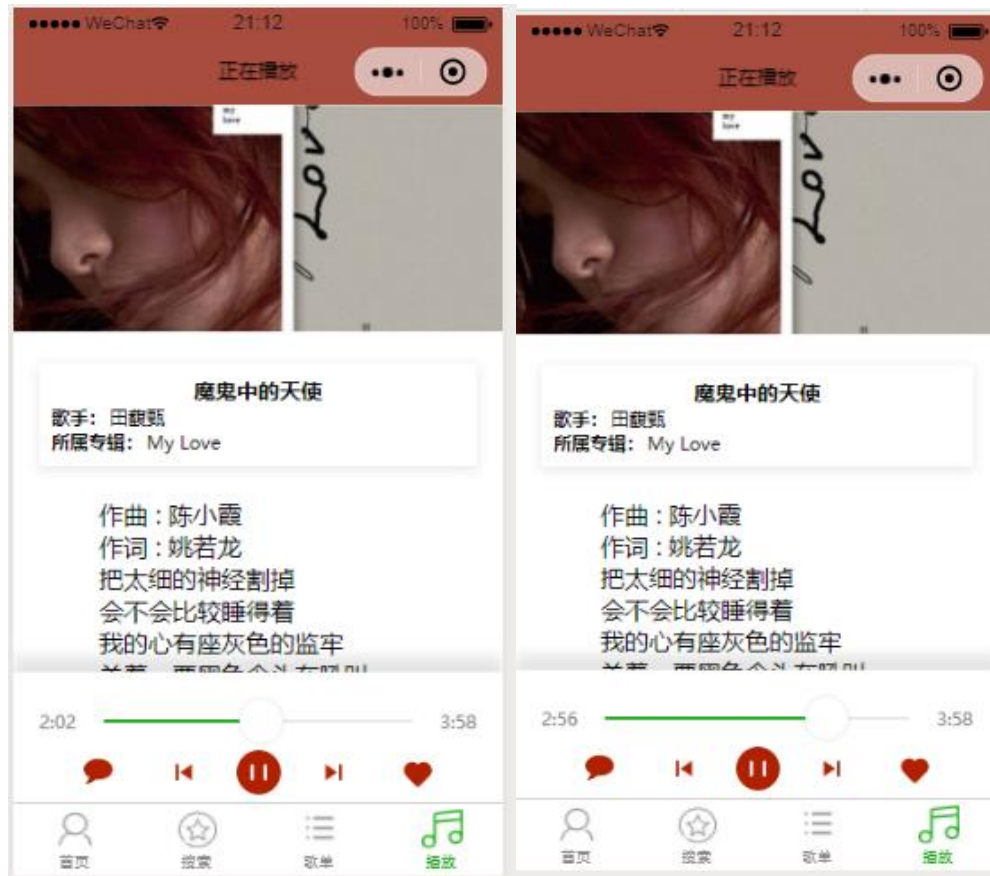 WeChat 21:12 100%
正在播放
my
love
魔鬼中的天使
歌手：田馥甄
所属专辑：My Love
作曲 : 陈小霞
作词 : 姚若龙
把太细的神经割掉
会不会比较睡得着
我的心有座灰色的监牢
2:02 3:58
首页 搜索 歌单 播放
WeChat 21:12 100%
正在播放
my
love
魔鬼中的天使
歌手：田馥甄
所属专辑：My Love
作曲 : 陈小霞
作词 : 姚若龙
把太细的神经割掉
会不会比较睡得着
我的心有座灰色的监牢
2:56 3:58
首页 搜索 歌单 播放